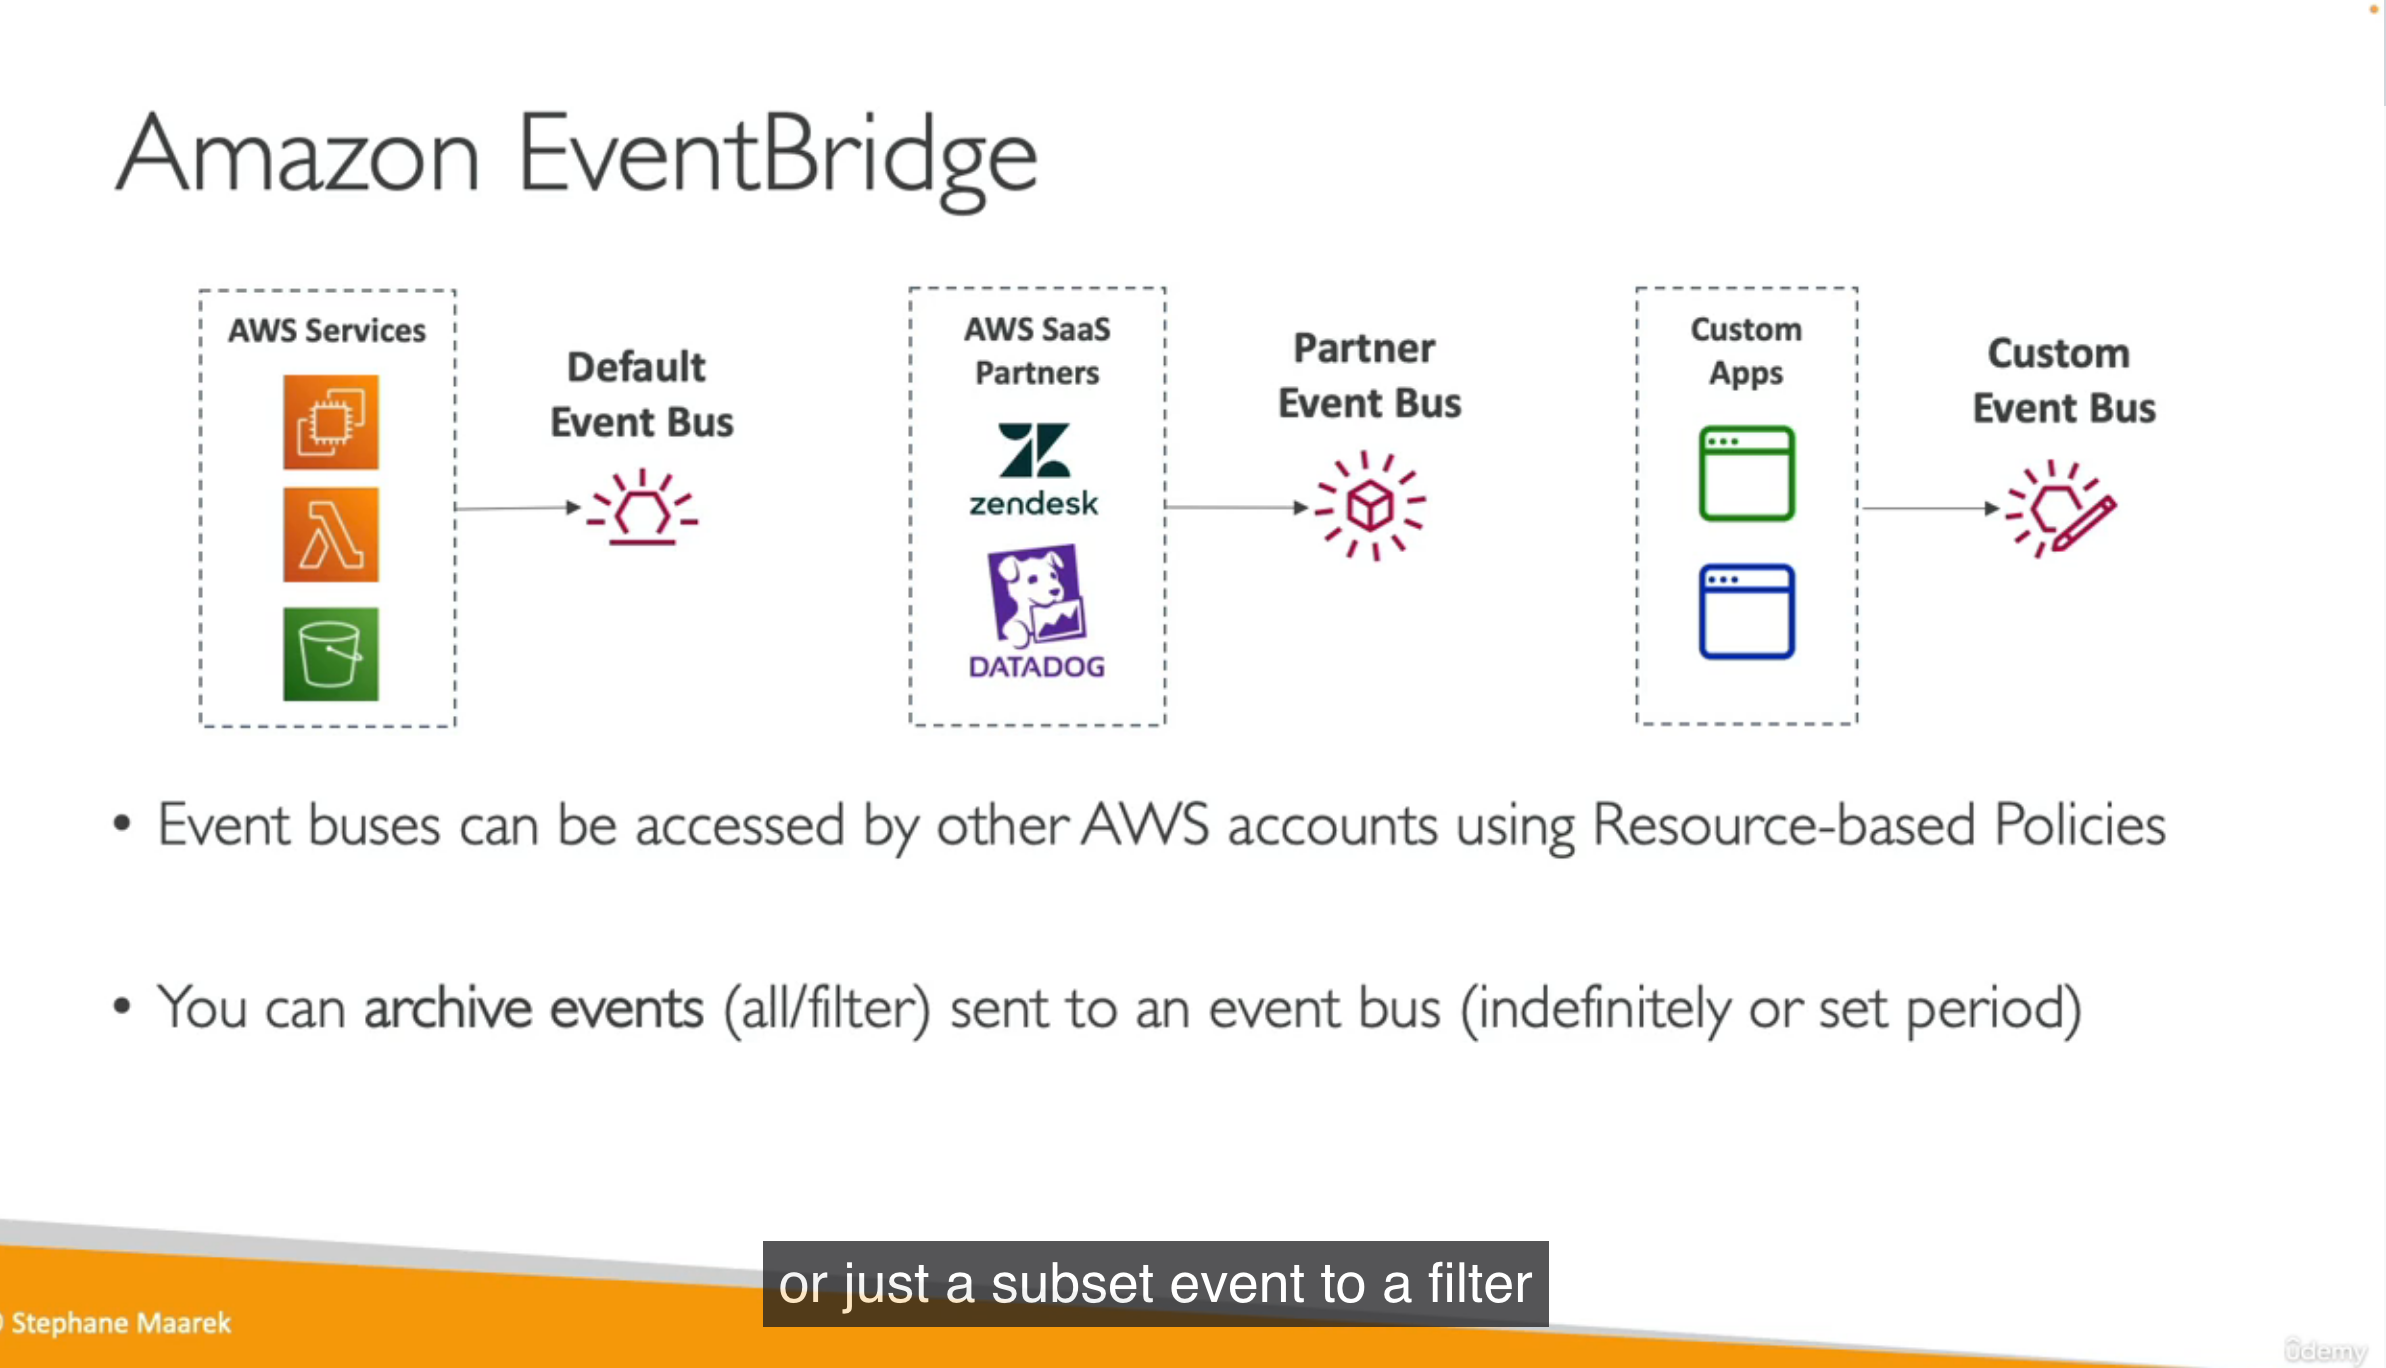 Amazon EventBridge
AWS Services
Default
Event Bus
AWS SaaS
Partners
zendesk
DATADOG
Partner
Event Bus
Custom
Apps
Custom
Event Bus
• Event buses can be accessed by other AWS accounts using Resource-based Policies
• You can archive events (all/filter) sent to an event bus (indefinitely or set period)
or just a subset event to a filter
Stephane Maarek
ûdemy